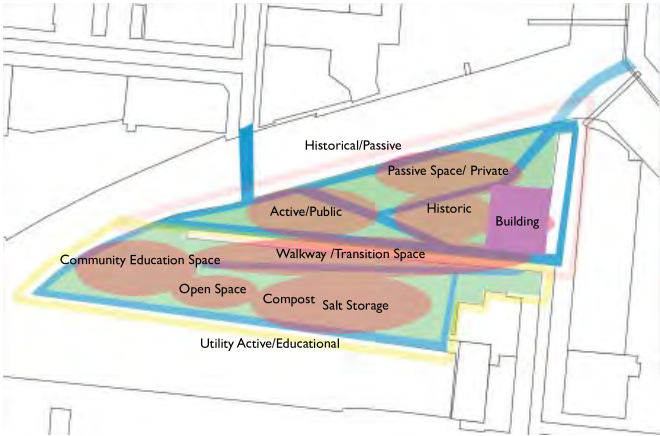 Historical/Passive
Passive Space/ Private
Active/Public
Historic
Building
Walkway /Transition Space
Community Education Space
Open Space
Compost
Salt Storage
Utility Active/Educational